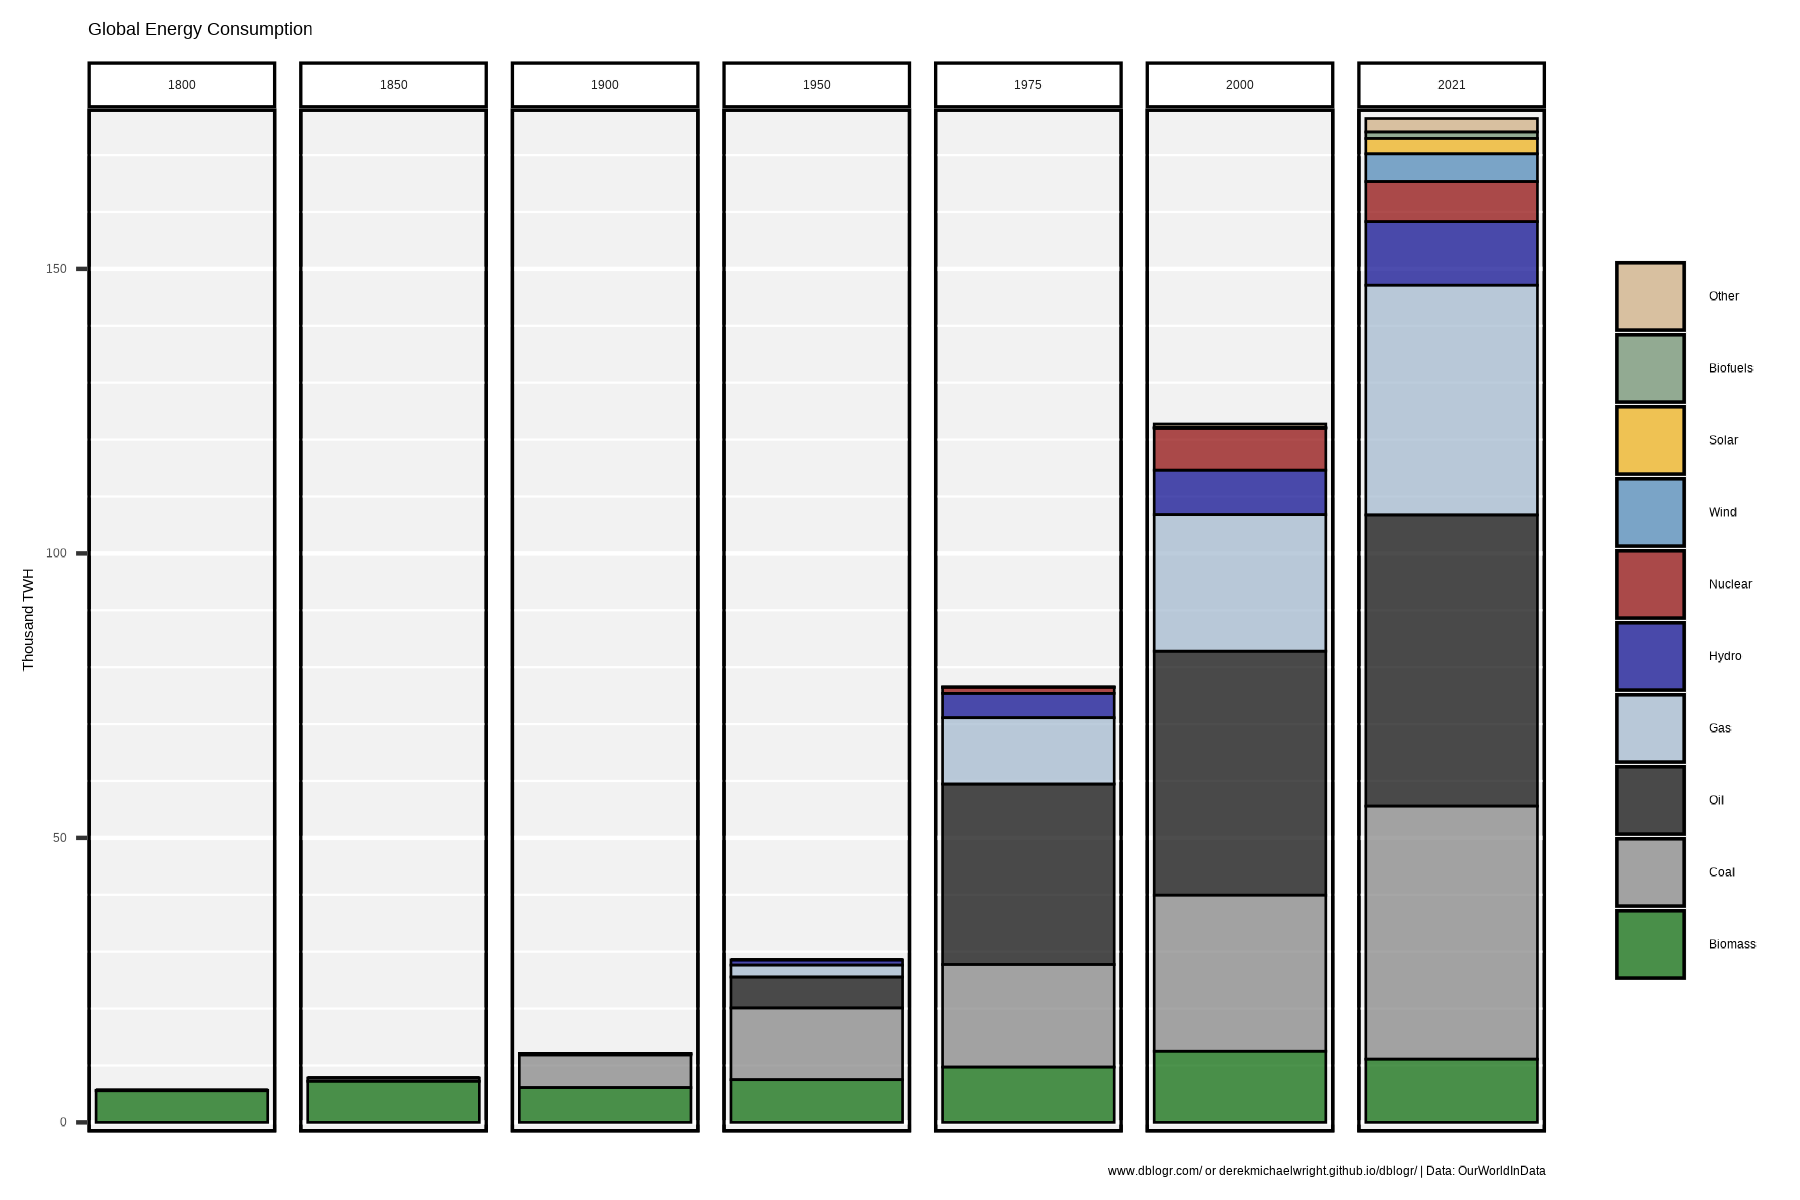 Global Energy Consumption
1800
1850
1900
1950
1975
2000
2021
150
100
50
0
Thousand TWH
Other
Biofuels
Solar
Wind
Nuclear
Hydro
Gas
Oil
Coal
Biomass
www.dblogr.com/ or derekmichaelwright.github.io/dblogr/ | Data: OurWorldInData